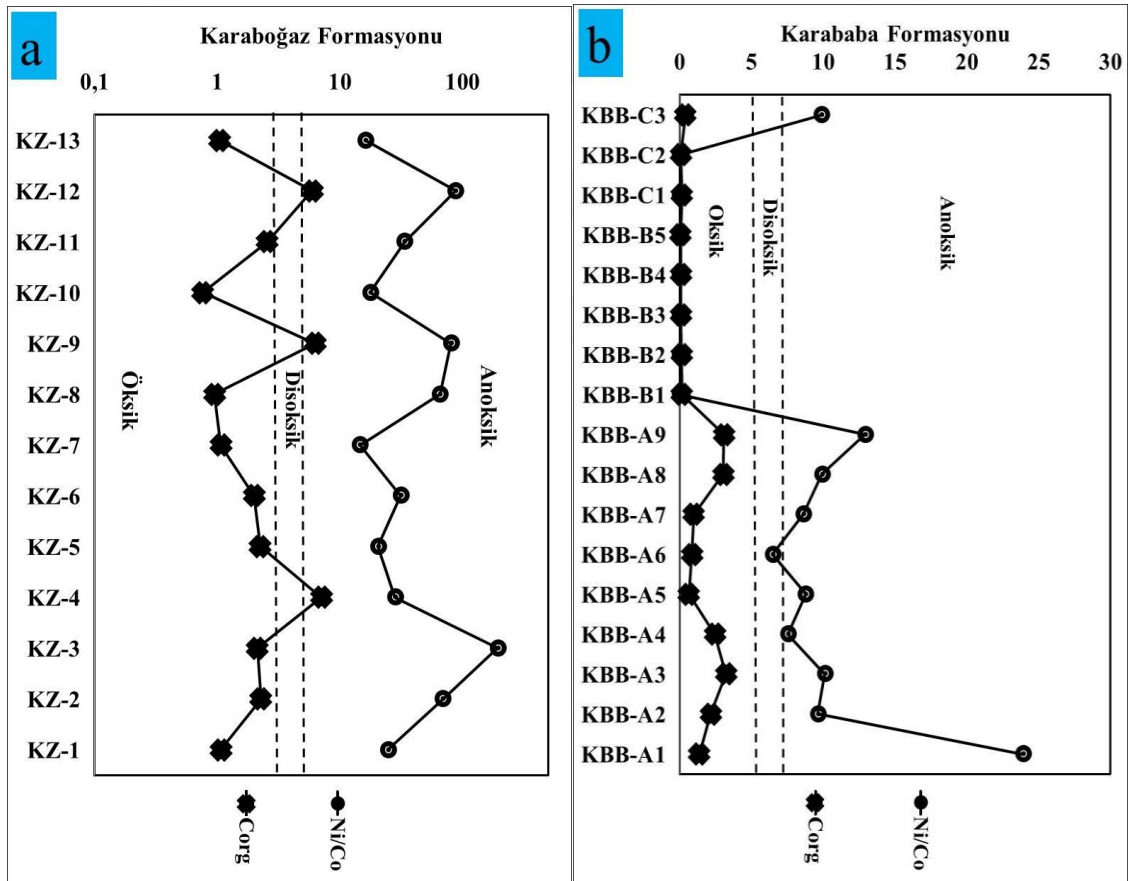 a
Karaboğaz Formasyonu
0,1 1 10 100
KZ-13
KZ-12
KZ-11
KZ-10
KZ-9
KZ-8
KZ-7
KZ-6
KZ-5
KZ-4
KZ-3
KZ-2
KZ-1
Öksik
Disoksik
Anoksik
Corg
Ni/Co
b
Karababa Formasyonu
0 5 10 15 20 25 30
KBB-C3
KBB-C2
KBB-C1
KBB-B5
KBB-B4
KBB-B3
KBB-B2
KBB-B1
KBB-A9
KBB-A8
KBB-A7
KBB-A6
KBB-A5
KBB-A4
KBB-A3
KBB-A2
KBB-A1
Oksik
Disoksik
Anoksik
Corg
Ni/Co